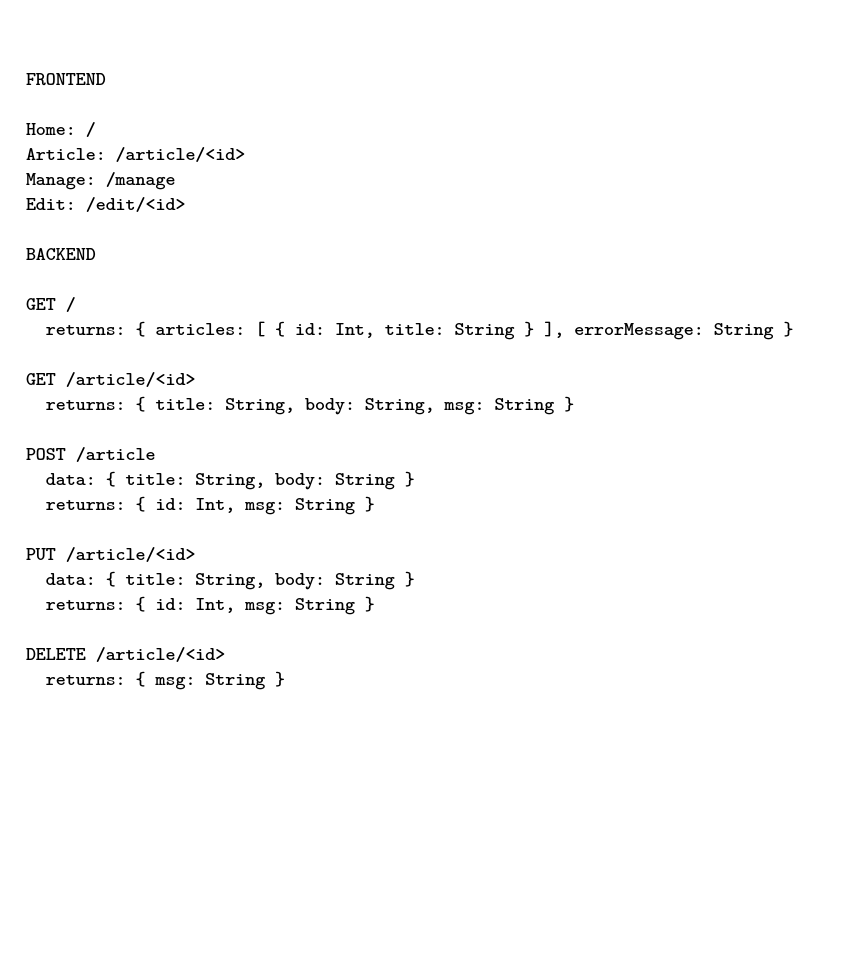 FRONTEND
Home: /
Article: /article/<id>
Manage: /manage
Edit: /edit/<id>
BACKEND
GET /
returns: { articles: [ { id: Int, title: String } ], errorMessage: String }
GET /article/<id>
returns: { title: String, body: String, msg: String }
POST /article
data: { title: String, body: String }
returns: { id: Int, msg: String }
PUT /article/<id>
data: { title: String, body: String }
returns: { id: Int, msg: String }
DELETE /article/<id>
returns: { msg: String }